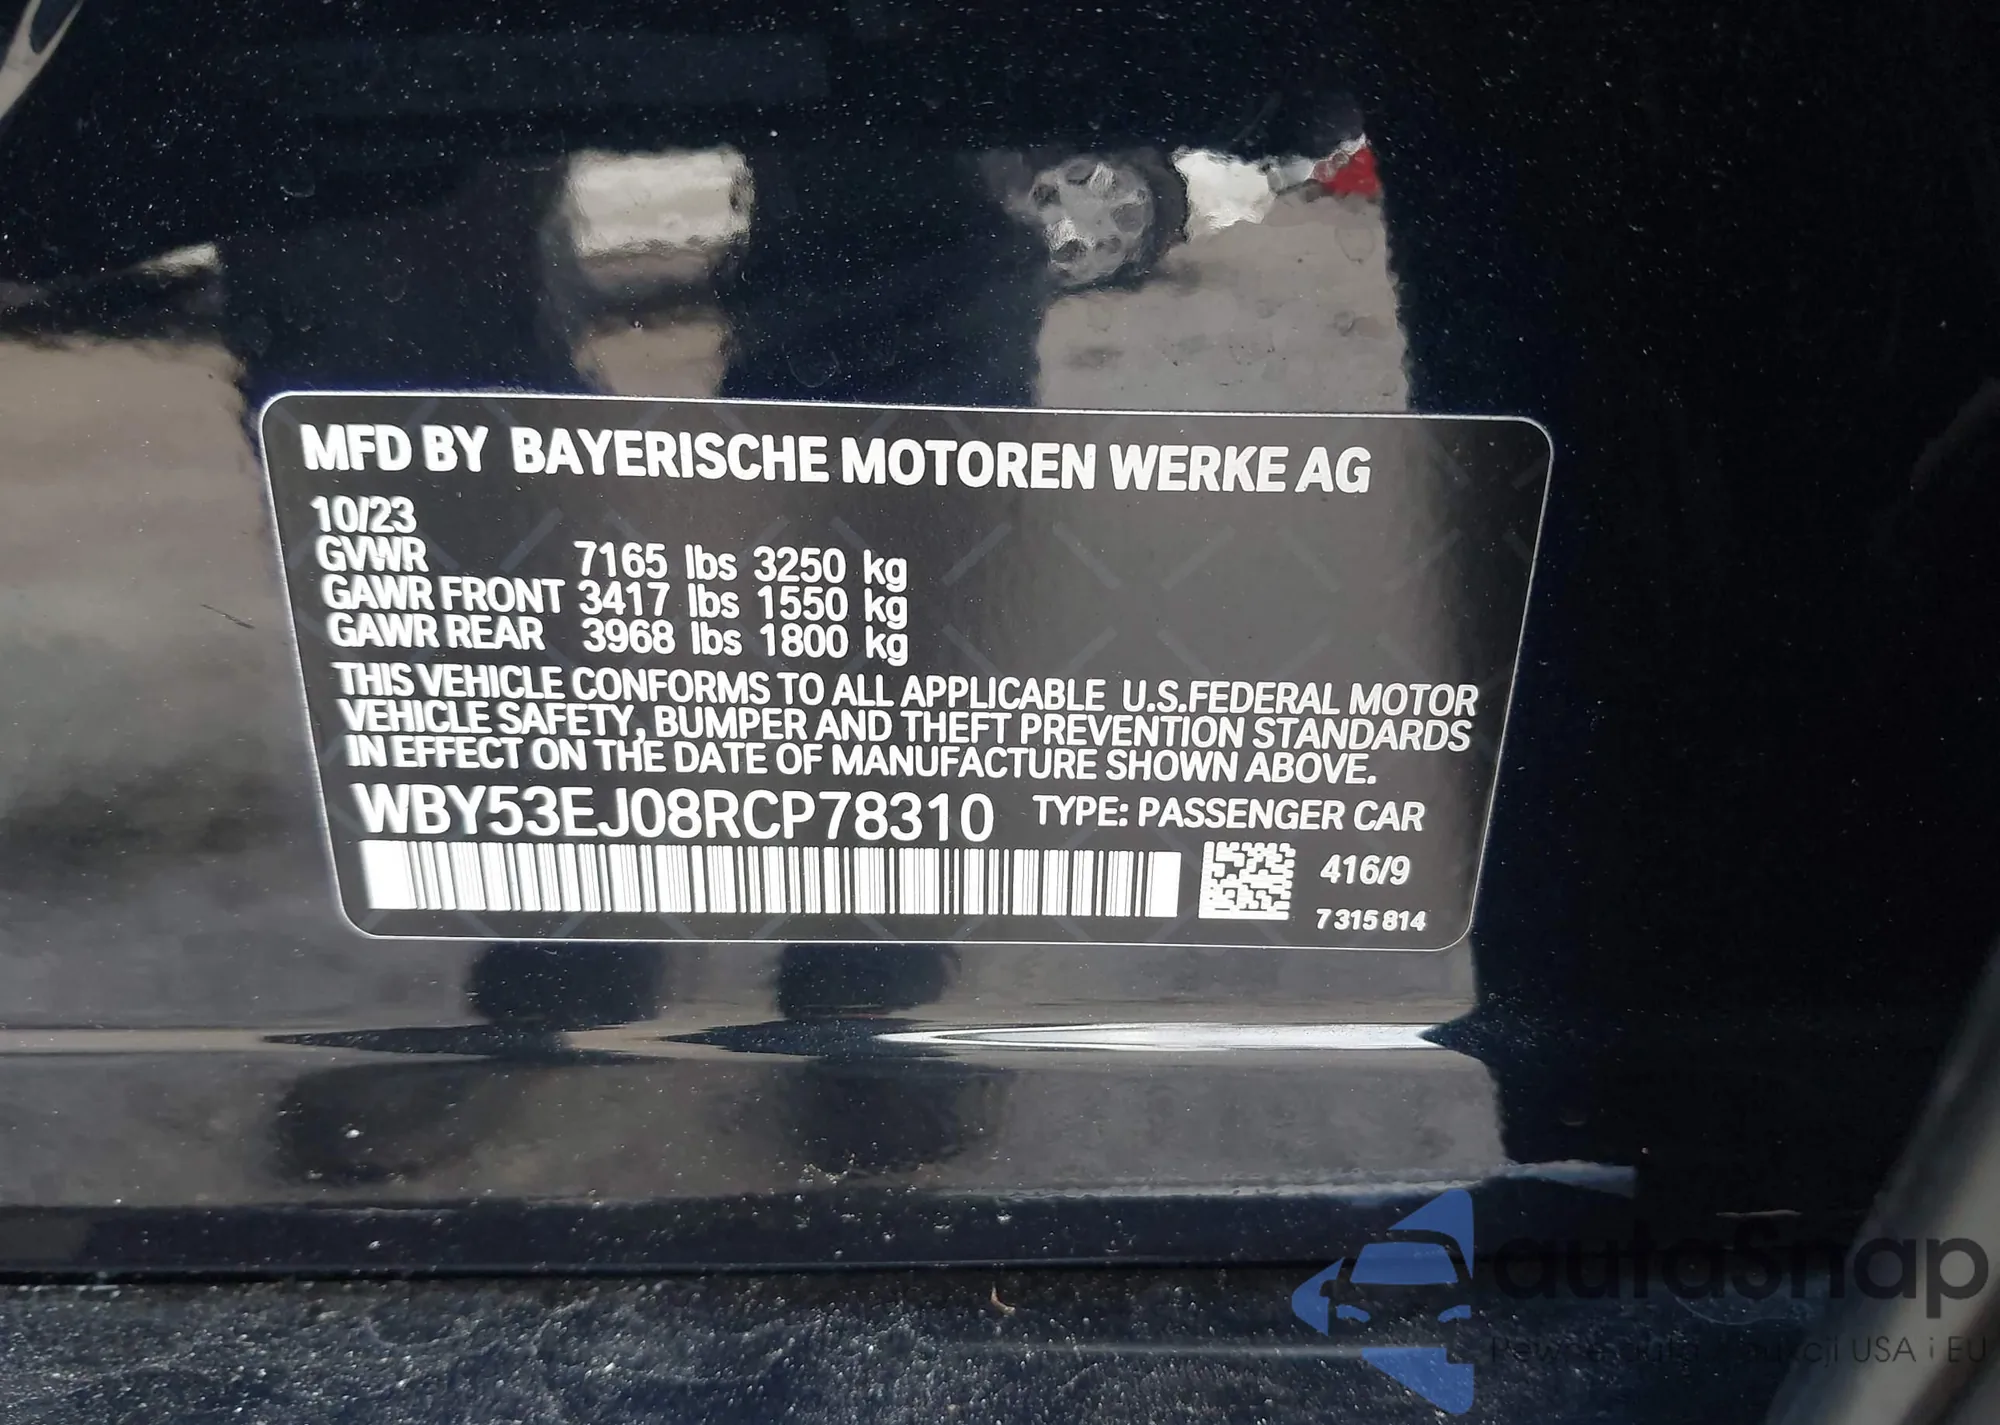 MFD BY BAYERISCHE MOTOREN WERKE AG
10/23
GVWR 7165 lbs 3250 kg
GAWR FRONT 3417 lbs 1550 kg
GAWR REAR 3968 lbs 1800 kg
THIS VEHICLE CONFORMS TO ALL APPLICABLE U.S.FEDERAL MOTOR
VEHICLE SAFETY, BUMPER AND THEFT PREVENTION STANDARDS
IN EFFECT ON THE DATE OF MANUFACTURE SHOWN ABOVE.
WBY53EJ08RCP78310 TYPE: PASSENGER CAR
416/9
7 315 814
autaSnap
USA i EU